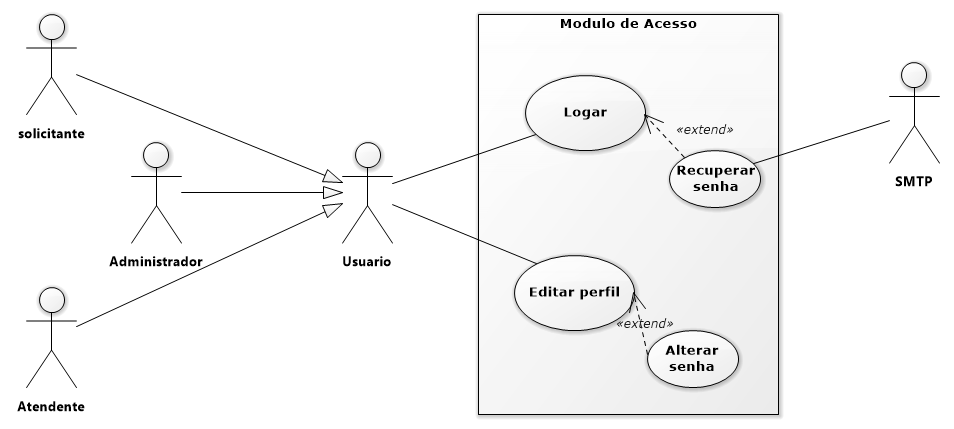 Modulo de Acesso
solicitante
Logar
«extend»
Recuperar
senha
SMTP
Administrador
Usuario
Editar perfil
«extend»
Alterar
senha
Atendente